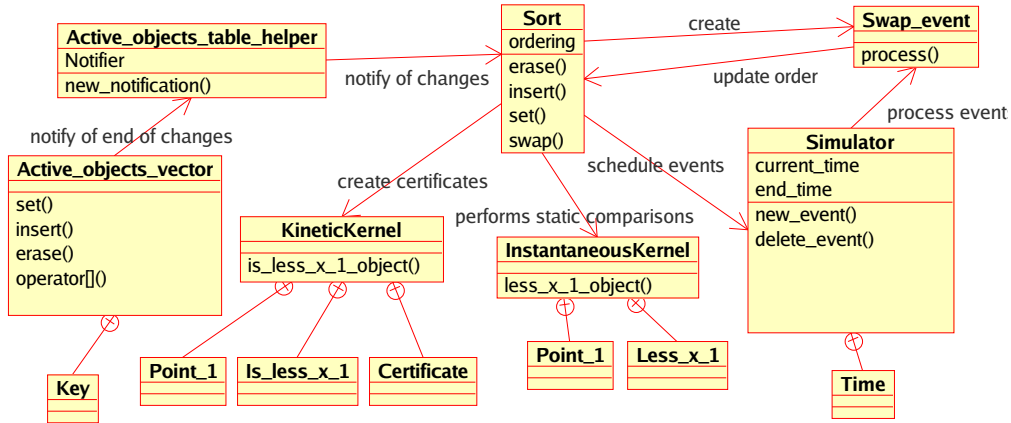 Active_objects_table_helper
Notifier
new_notification()
notify of changes
Sort
ordering
erase()
insert()
set()
swap()
create
update order
Swap_event
process()
process event
notify of end of changes
Active_objects_vector
set()
insert()
erase()
operator[]()
create certificates
schedule events
Simulator
current_time
end_time
new_event()
delete_event()
performs static comparisons
KineticKernel
is_less_x_1_object()
InstantaneousKernel
less_x_1_object()
Key
Point_1
Is_less_x_1
Certificate
Point_1
Less_x_1
Time